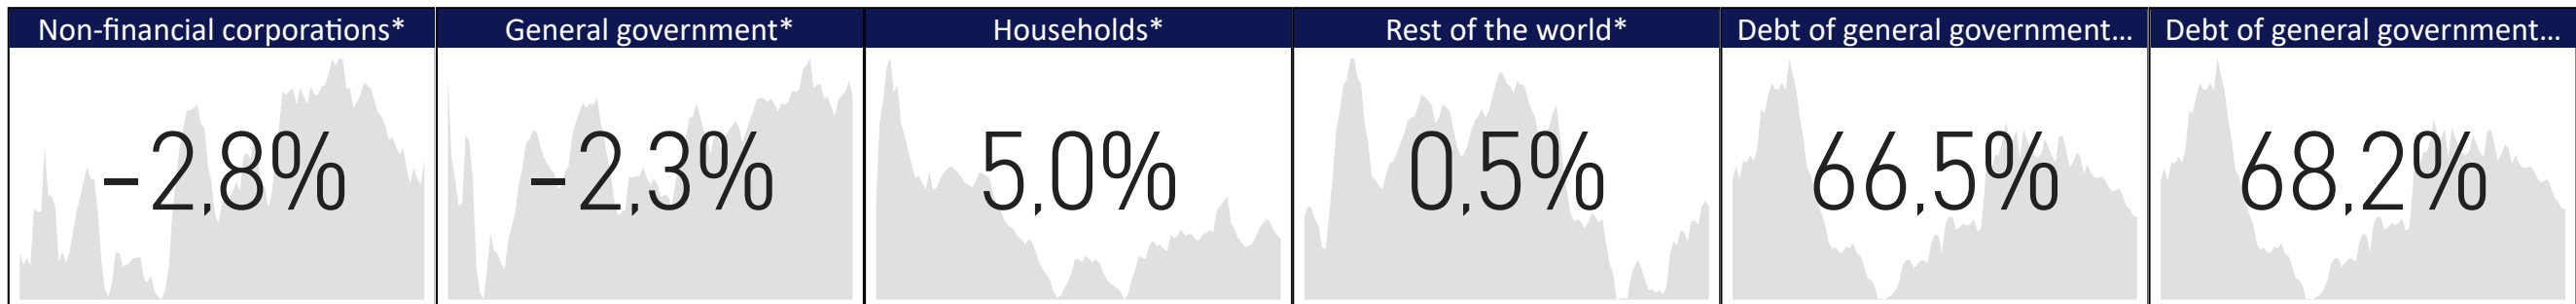 Non-financial corporations*
General government*
Households*
Rest of the world*
Debt of general government...
Debt of general government...
-2,8%
-2,3%
5,0%
0,5%
66,5%
68,2%